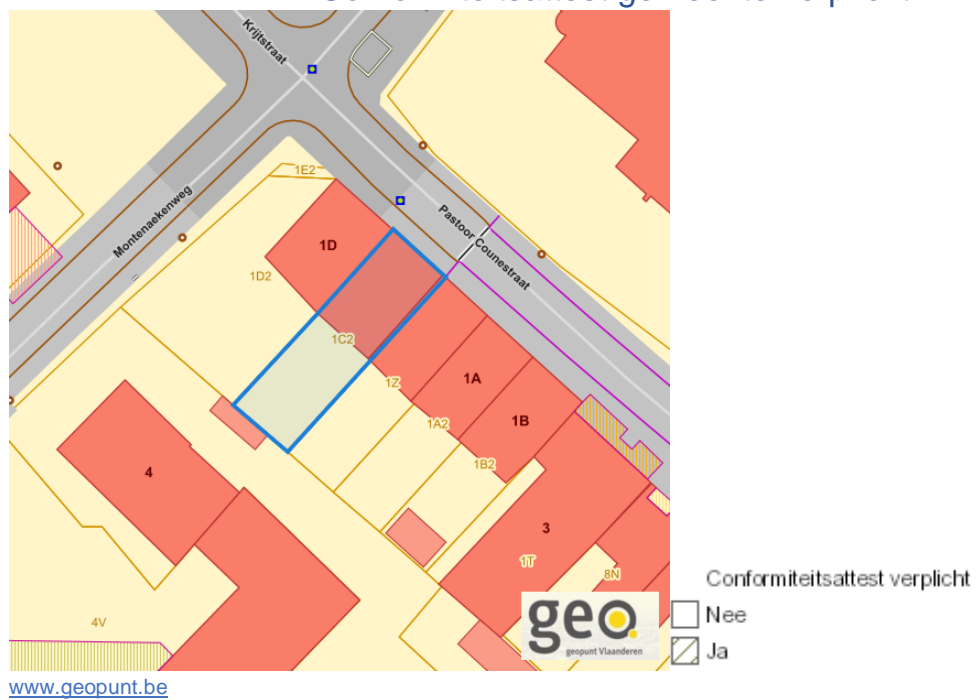 Krijtstraat
1E2
Montenaekenweg
Pastoor Counestraat
1D
1D2
1C2
1Z
1A
1A2
1B
1B2
4
3
1T
8N
4V
geo
geopunt Vlaanderen
Conformiteitsattest verplicht
Nee
Ja
www.geopunt.be